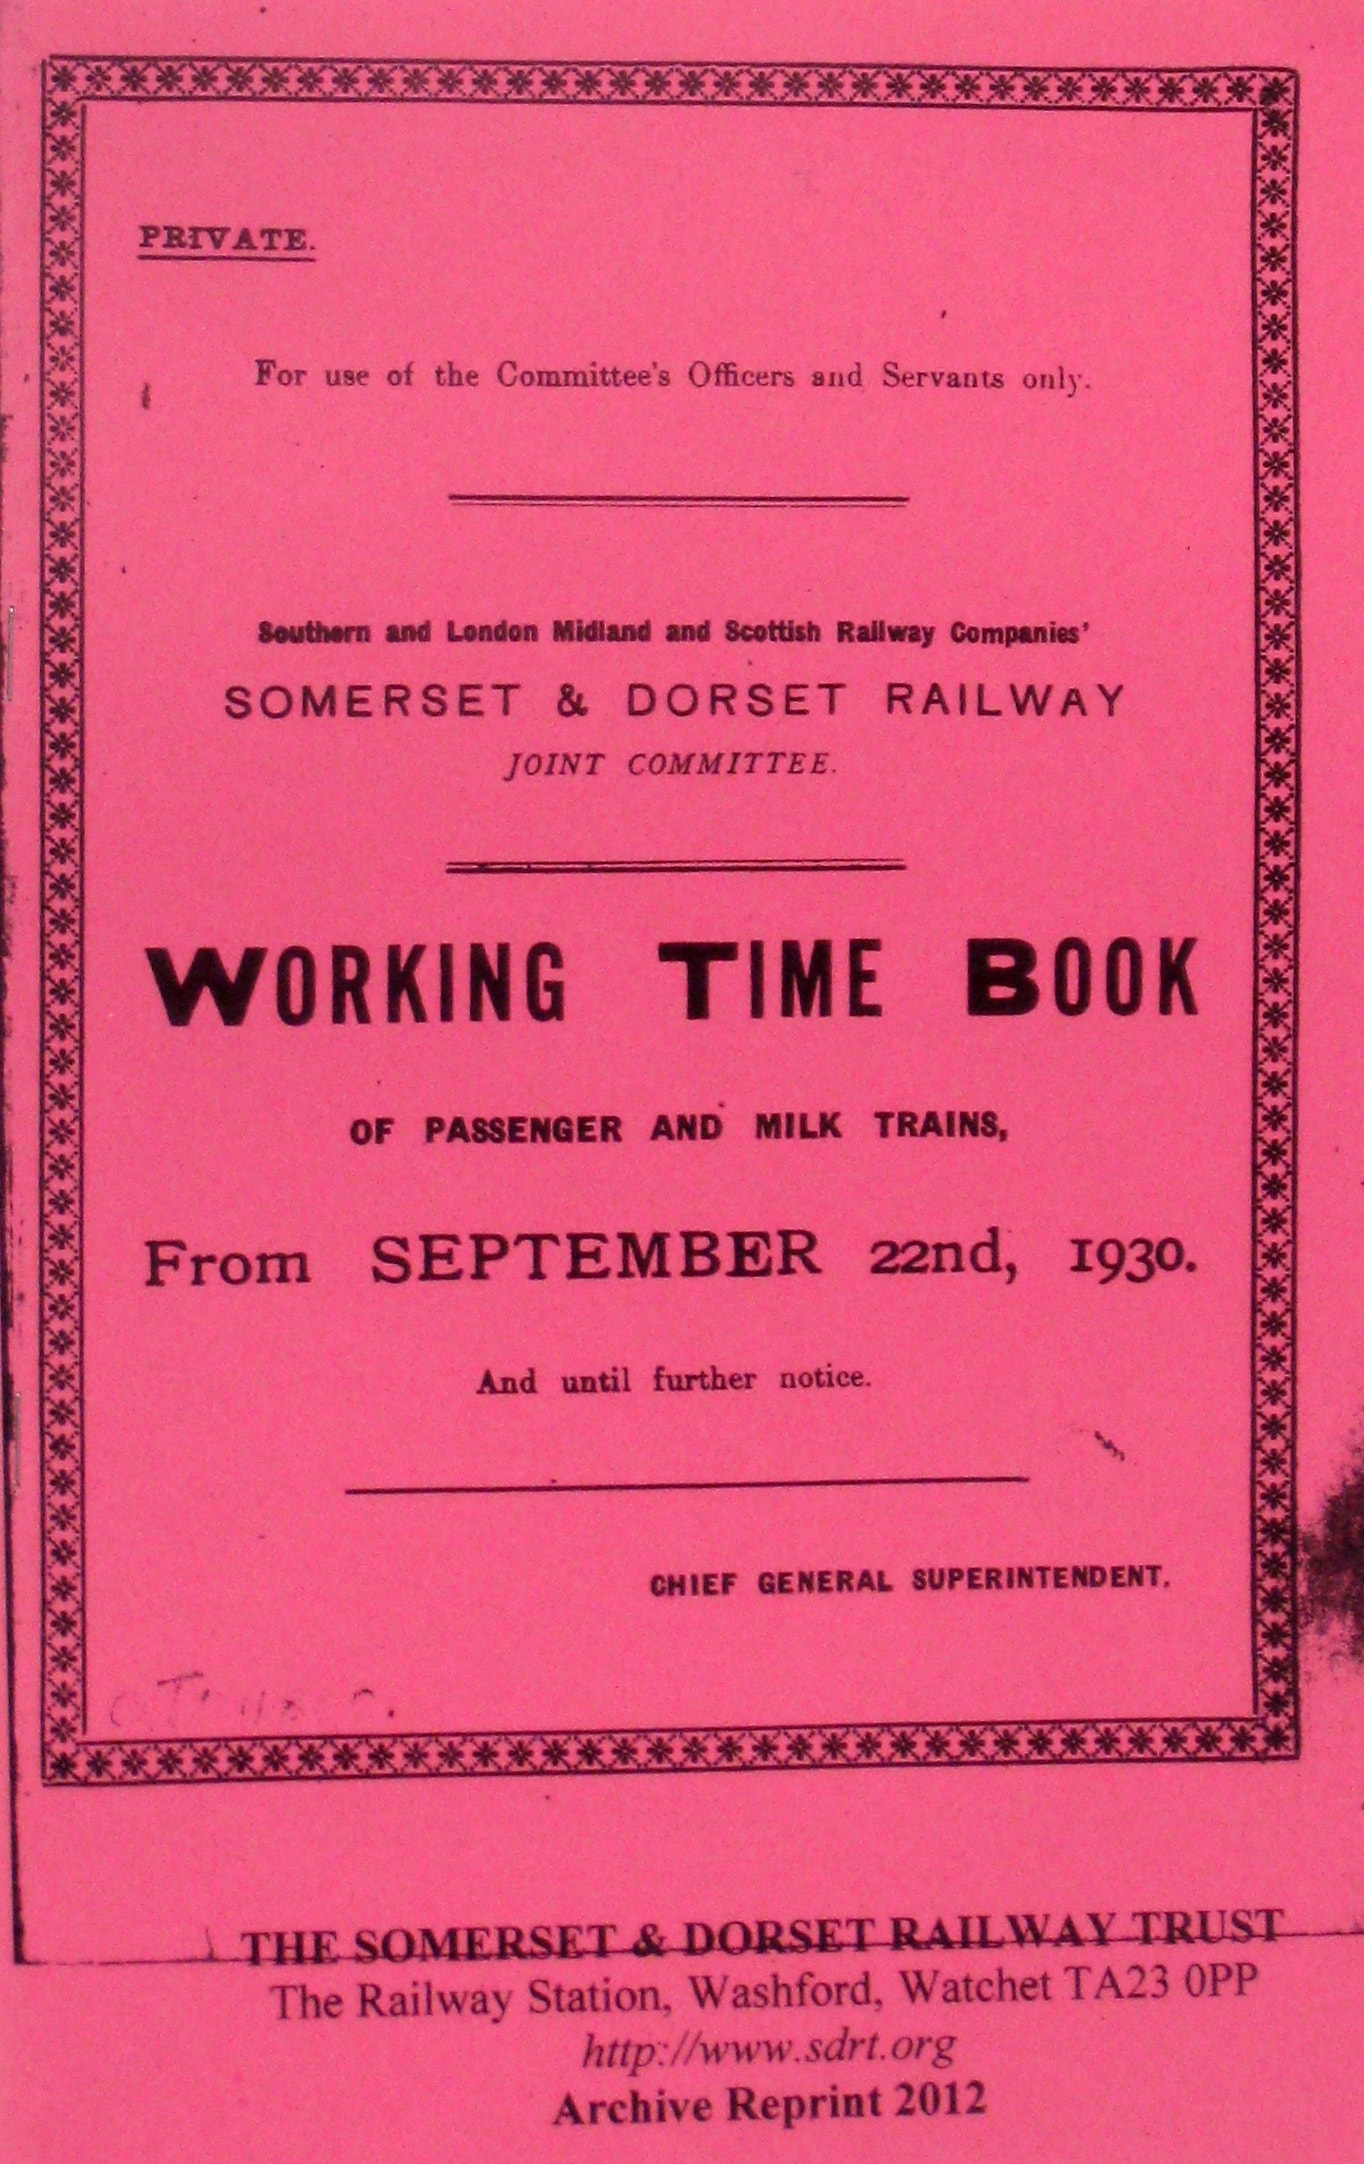 PRIVATE.
For use of the Committee's Officers and Servants only.
Southern and London Midland and Scottish Railway Companies'
SOMERSET & DORSET RAILWAY
JOINT COMMITTEE.
WORKING TIME BOOK
OF PASSENGER AND MILK TRAINS,
From SEPTEMBER 22nd, 1930.
And until further notice.
CHIEF GENERAL SUPERINTENDENT.
THE SOMERSET & DORSET RAILWAY TRUST
The Railway Station, Washford, Watchet TA23 0PP
http://www.sdrt.org
Archive Reprint 2012